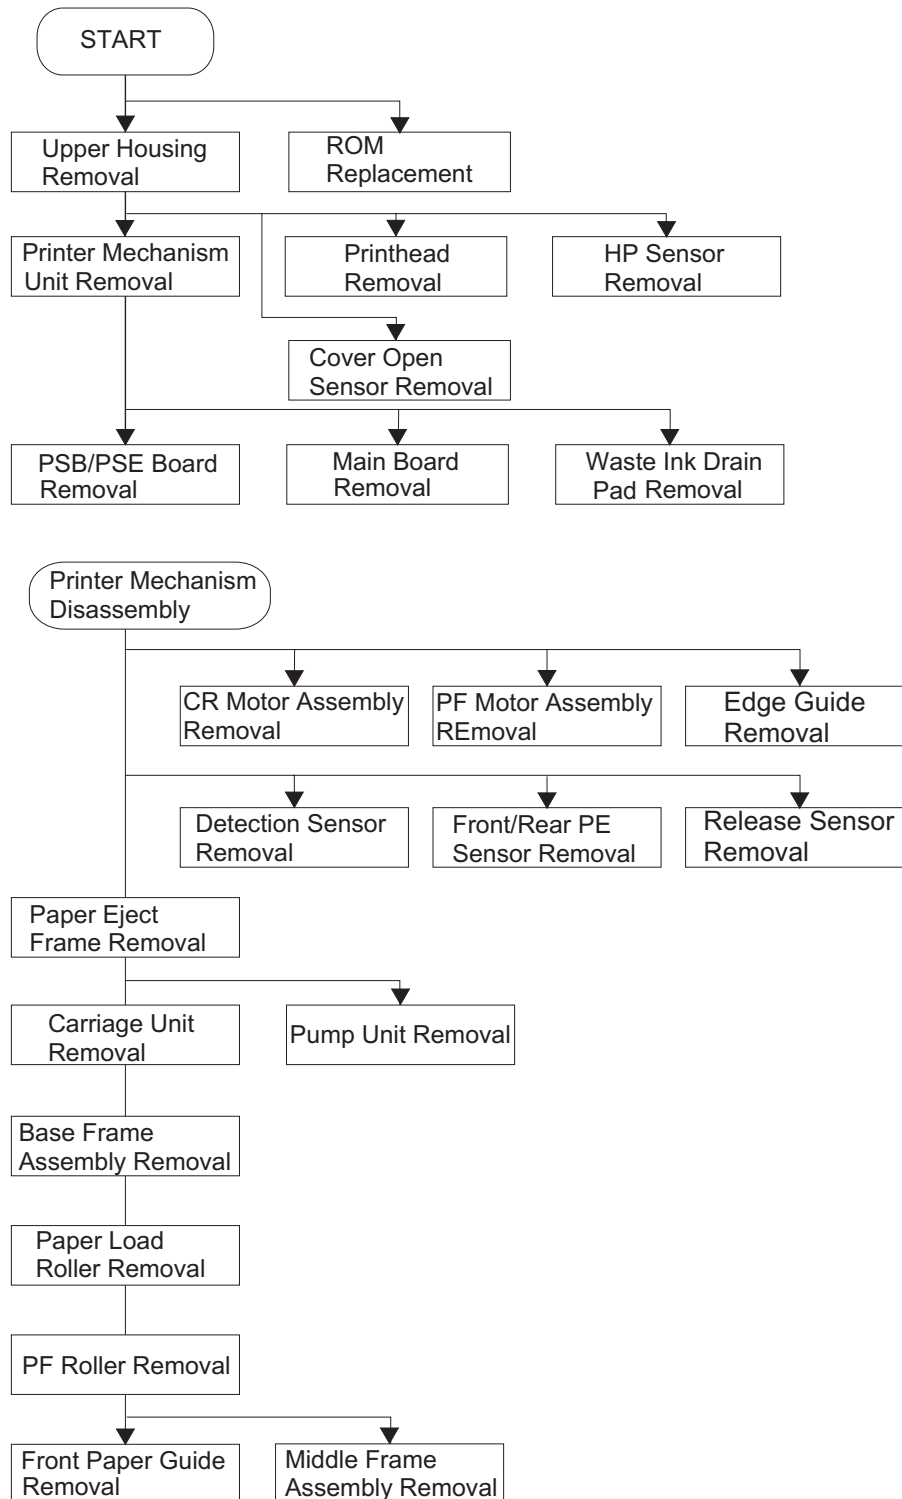 START
Upper Housing
Removal
ROM
Replacement
Printer Mechanism
Unit Removal
Printhead
Removal
HP Sensor
Removal
Cover Open
Sensor Removal
PSB/PSE Board
Removal
Main Board
Removal
Waste Ink Drain
Pad Removal
Printer Mechanism
Disassembly
CR Motor Assembly
Removal
PF Motor Assembly
REmoval
Edge Guide
Removal
Detection Sensor
Removal
Front/Rear PE
Sensor Removal
Release Sensor
Removal
Paper Eject
Frame Removal
Carriage Unit
Removal
Pump Unit Removal
Base Frame
Assembly Removal
Paper Load
Roller Removal
PF Roller Removal
Front Paper Guide
Removal
Middle Frame
Assembly Removal